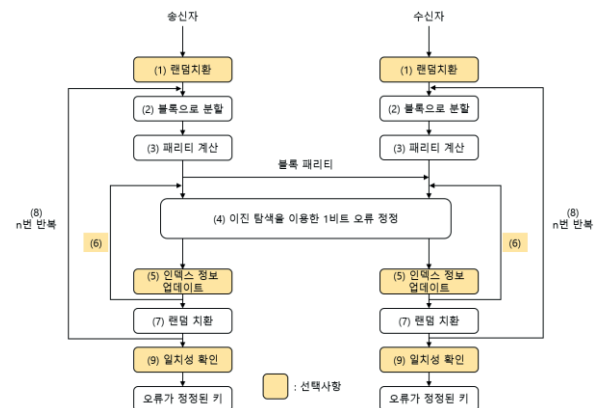 송신자
수신자
(1) 랜덤치환
(1) 랜덤치환
(2) 블록으로 분할
(2) 블록으로 분할
(3) 패리티 계산
(3) 패리티 계산
블록 패리티
(8)
n번 반복
(8)
n번 반복
(4) 이진 탐색을 이용한 1비트 오류 정정
(6)
(6)
(5) 인덱스 정보
업데이트
(5) 인덱스 정보
업데이트
(7) 랜덤 치환
(7) 랜덤 치환
(9) 일치성 확인
(9) 일치성 확인
: 선택사항
오류가 정정된 키
오류가 정정된 키